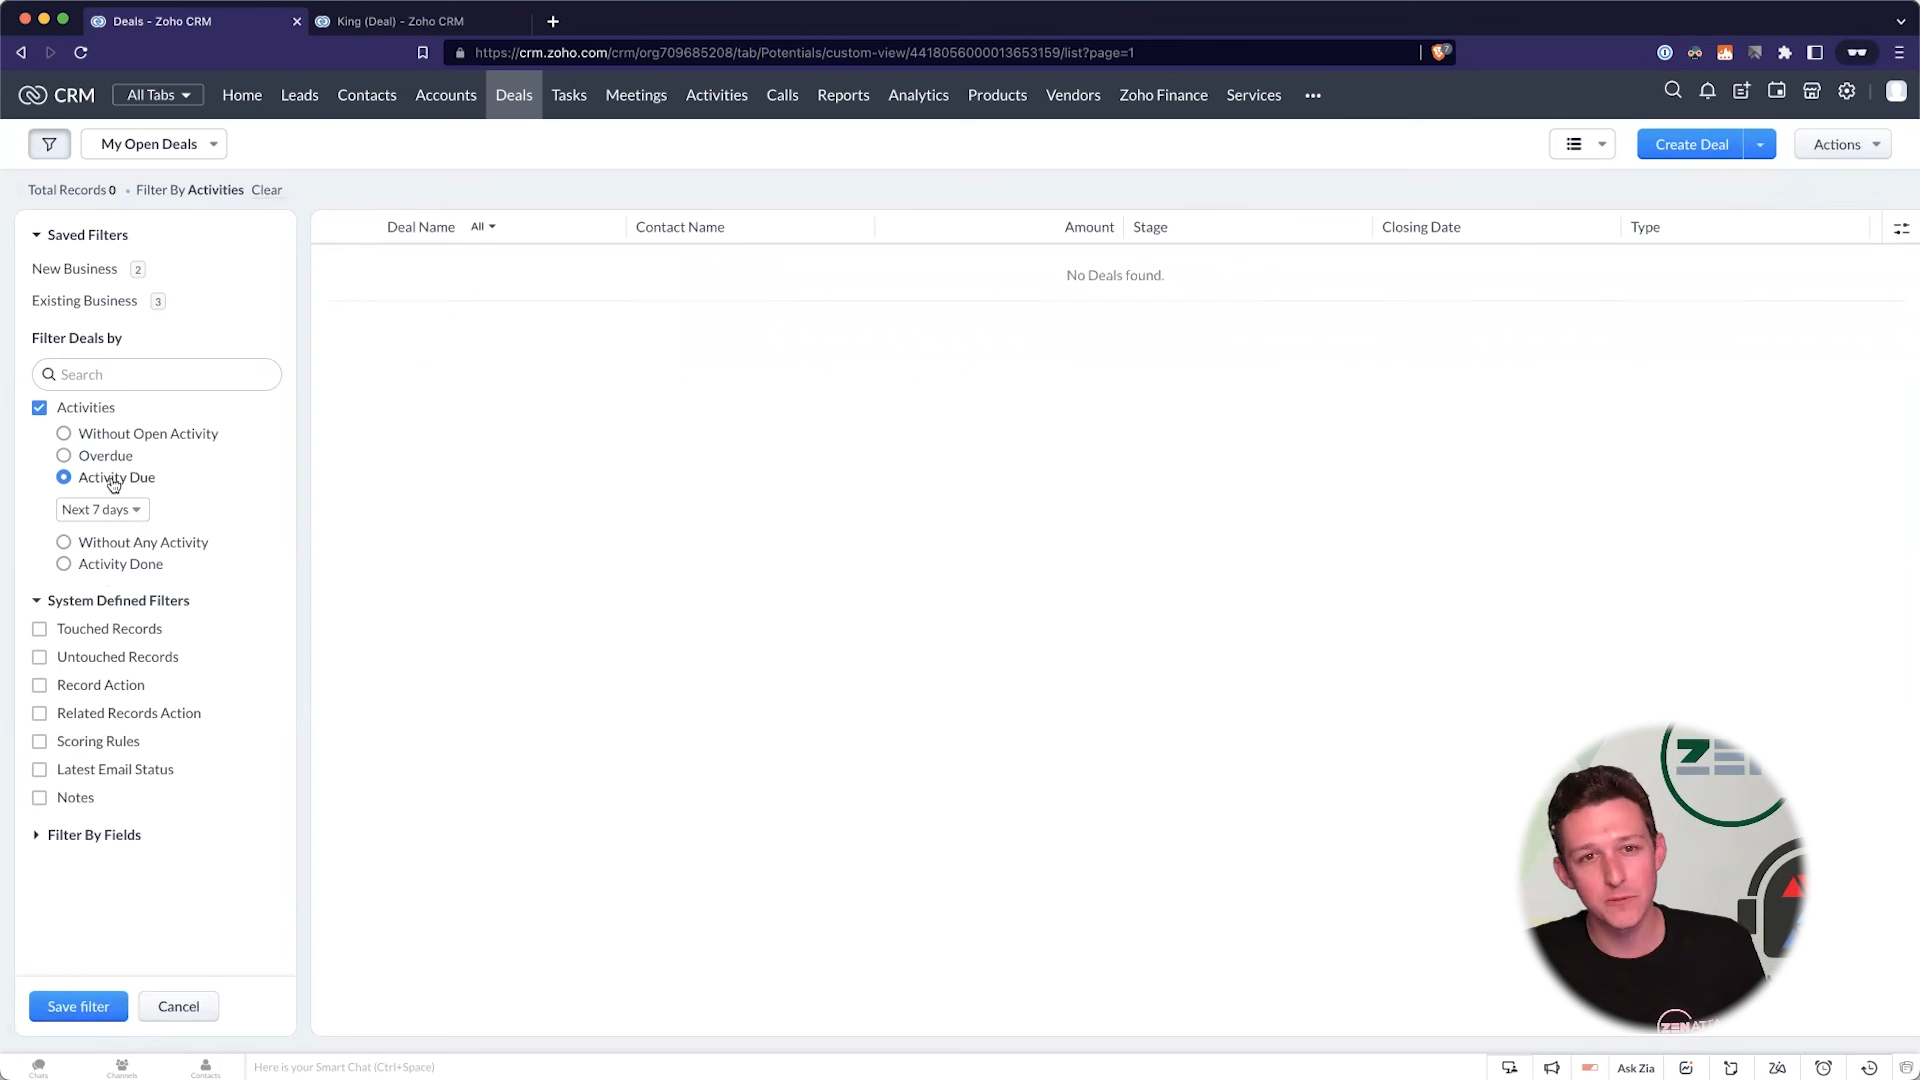 Deals - Zoho CRM
King (Deal) - Zoho CRM
https://crm.zoho.com/crm/org709685208/tab/Potentials/custom-view/4418056000013653159/list?page=1
7
CRM
All Tabs
Home
Leads
Contacts
Accounts
Deals
Tasks
Meetings
Activities
Calls
Reports
Analytics
Products
Vendors
Zoho Finance
Services
My Open Deals
Create Deal
Actions
Total Records 0 • Filter By Activities Clear
Saved Filters
New Business 2
Existing Business 3
Filter Deals by
Search
Activities
Without Open Activity
Overdue
Activity Due
Next 7 days
Without Any Activity
Activity Done
System Defined Filters
Touched Records
Untouched Records
Record Action
Related Records Action
Scoring Rules
Latest Email Status
Notes
Filter By Fields
Save filter
Cancel
Deal Name All
Contact Name
Amount
Stage
Closing Date
Type
No Deals found.
Chats
Channels
Contacts
Here is your Smart Chat (Ctrl+Space)
Ask Zia